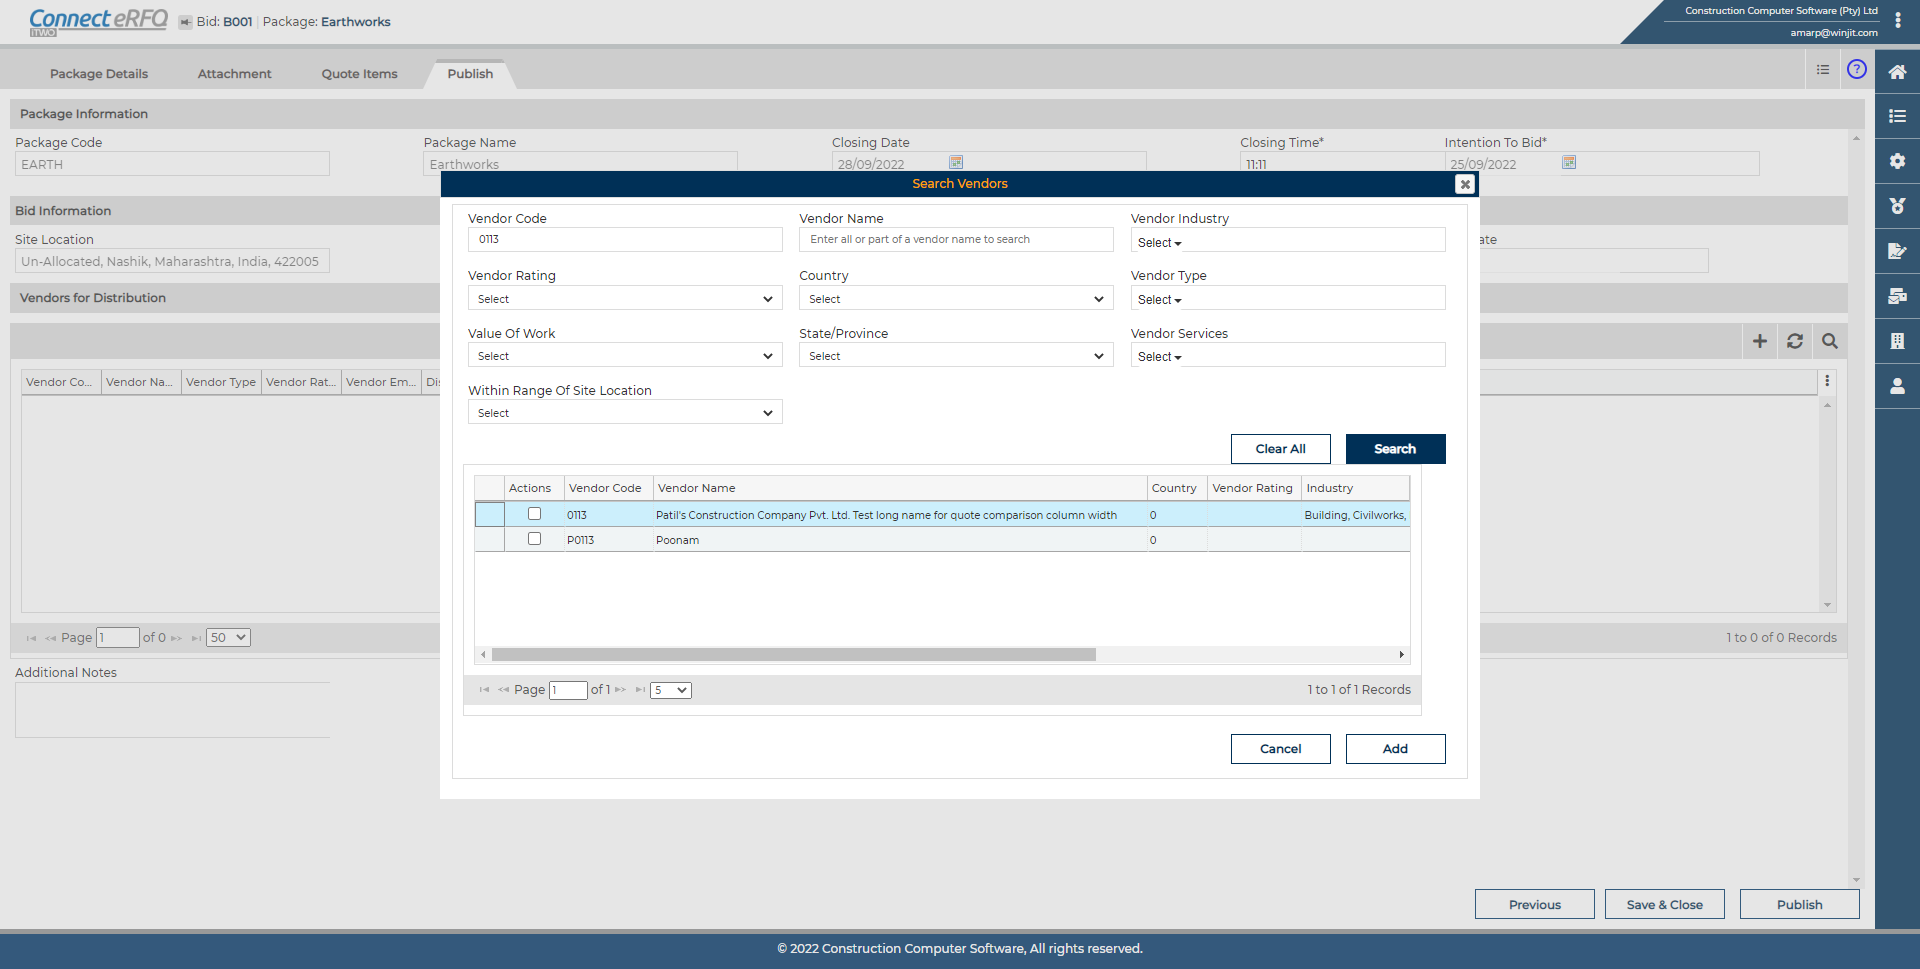 Connect eRFQ
iTWO
Bid: B001 | Package: Earthworks
Construction Computer Software (Pty) Ltd
amarp@winjit.com
Package Details Attachment Quote Items Publish
?
Package Information
Package Code Package Name Closing Date Closing Time* Intention To Bid*
EARTH Earthworks 28/09/2022 11:11 25/09/2022
Search Vendors
Bid Information
Site Location
Un-Allocated, Nashik, Maharashtra, India, 422005
ate
Vendors for Distribution
Vendor Co... Vendor Na... Vendor Type Vendor Rat... Vendor Em... Di
Page 1 of 0 50
1 to 0 of 0 Records
Additional Notes
Vendor Code Vendor Name Vendor Industry
0113 Enter all or part of a vendor name to search Select
Vendor Rating Country Vendor Type
Select Select Select
Value Of Work State/Province Vendor Services
Select Select Select
Within Range Of Site Location
Select
Clear All Search
Actions Vendor Code Vendor Name Country Vendor Rating Industry
0113 Patil's Construction Company Pvt. Ltd. Test long name for quote comparison column width 0 Building, Civilworks,
P0113 Poonam 0
Page 1 of 1 5 1 to 1 of 1 Records
Cancel Add
Previous Save & Close Publish
© 2022 Construction Computer Software, All rights reserved.